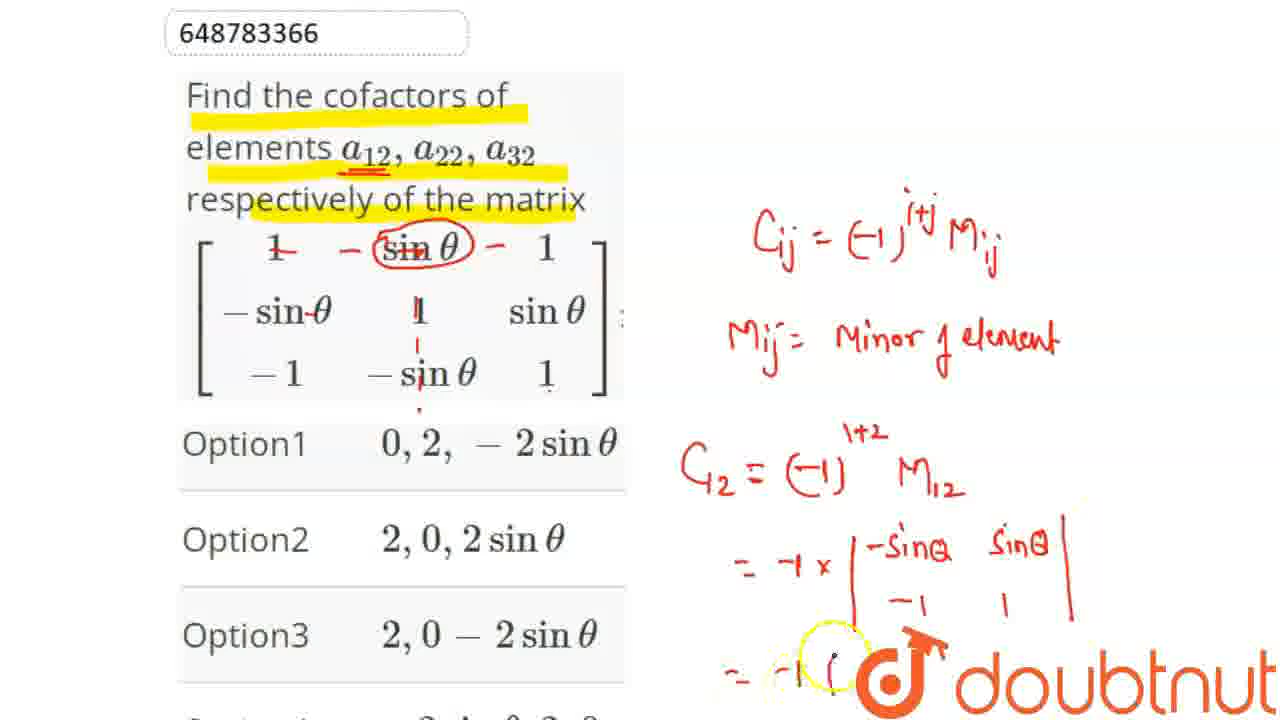 648783366
Find the cofactors of
elements a₁₂, a₂₂, a₃₂
respectively of the matrix
1 sin θ 1
− sin θ 1 sin θ
− 1 − sin θ 1
Option1 0, 2, − 2 sin θ
Option2 2, 0, 2 sin θ
Option3 2, 0 − 2 sin θ
Cij = (-1)^i+j Mij
Mij = Minor of element
C12 = (-1)^1+2 M12
= -1 × | -sinθ sinθ |
-1 1
= -1 (
doubtnut